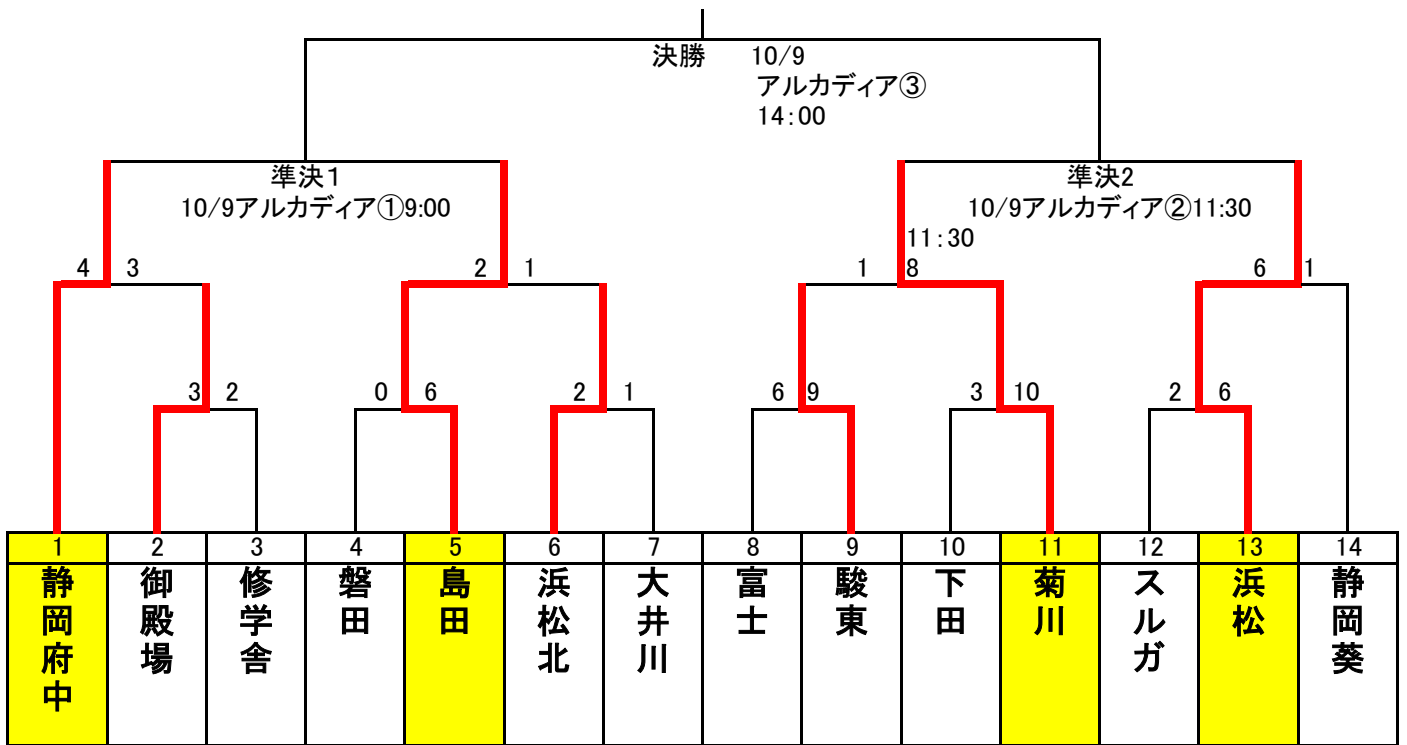 決勝 10/9
アルカディア③
14:00
準決1
10/9アルカディア①9:00
準決2
10/9アルカディア②11:30
11:30
4 3
2 1
1 8
6 1
3 2
0 6
2 1
6 9
3 10
2 6
1 2 3 4 5 6 7 8 9 10 11 12 13 14
静岡府中
御殿場
修学舎
磐田
島田
浜松北
大井川
富士
駿東
下田
菊川
スルガ
浜松
静岡葵